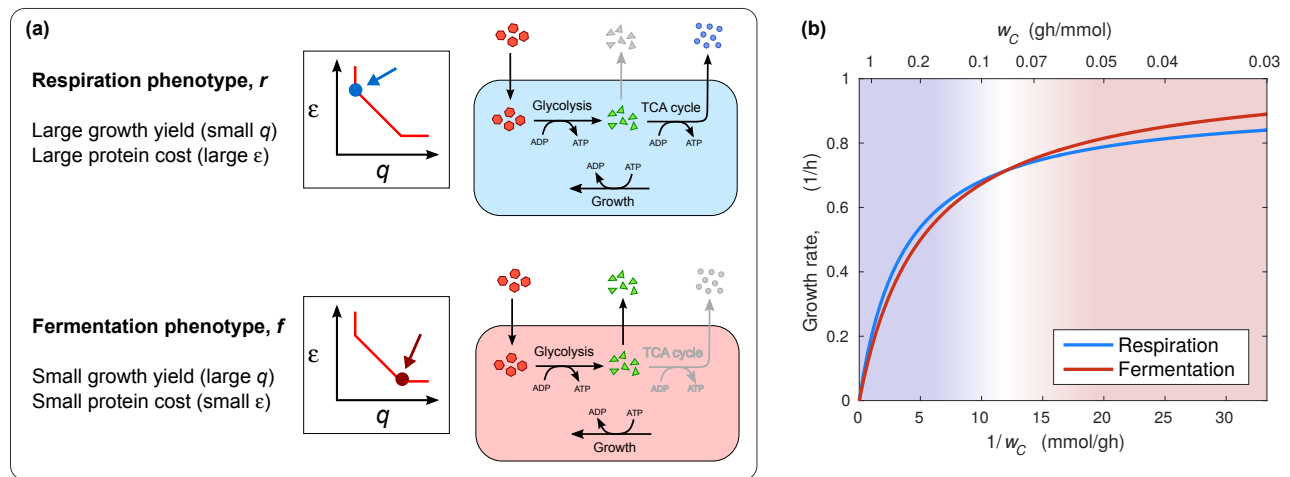 (a)
Respiration phenotype, r
Large growth yield (small q)
Large protein cost (large ε)
ε
q
Glycolysis
TCA cycle
ADP
ATP
ADP
ATP
ADP
ATP
Growth
Fermentation phenotype, f
Small growth yield (large q)
Small protein cost (small ε)
ε
q
Glycolysis
TCA cycle
ADP
ATP
ADP
ATP
ADP
ATP
Growth
(b)
w_C (gh/mmol)
1 0.2 0.1 0.07 0.05 0.04 0.03
Growth rate, (1/h)
1
0.8
0.6
0.4
0.2
0
Respiration
Fermentation
0 5 10 15 20 25 30
1/w_C (mmol/gh)